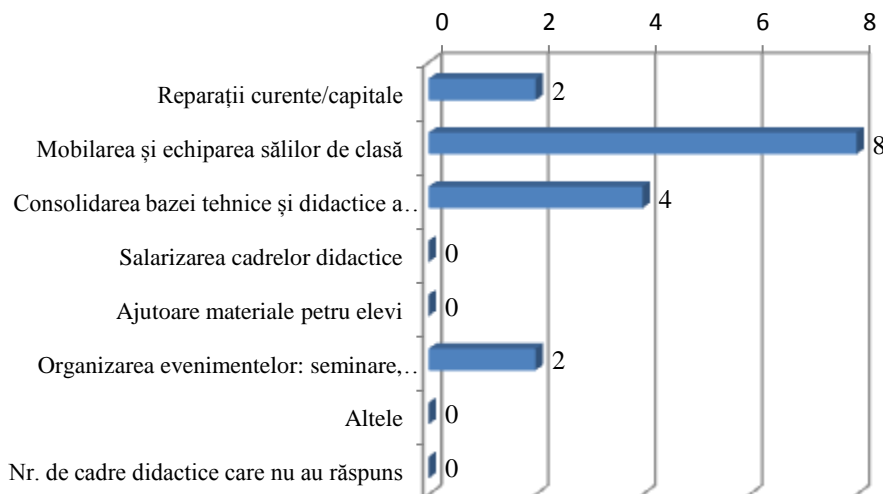 0 2 4 6 8
Reparații curente/capitale 2
Mobilarea și echiparea sălilor de clasă 8
Consolidarea bazei tehnice și didactice a.. 4
Salarizarea cadrelor didactice 0
Ajutoare materiale petru elevi 0
Organizarea evenimentelor: seminare,.. 2
Altele 0
Nr. de cadre didactice care nu au răspuns 0